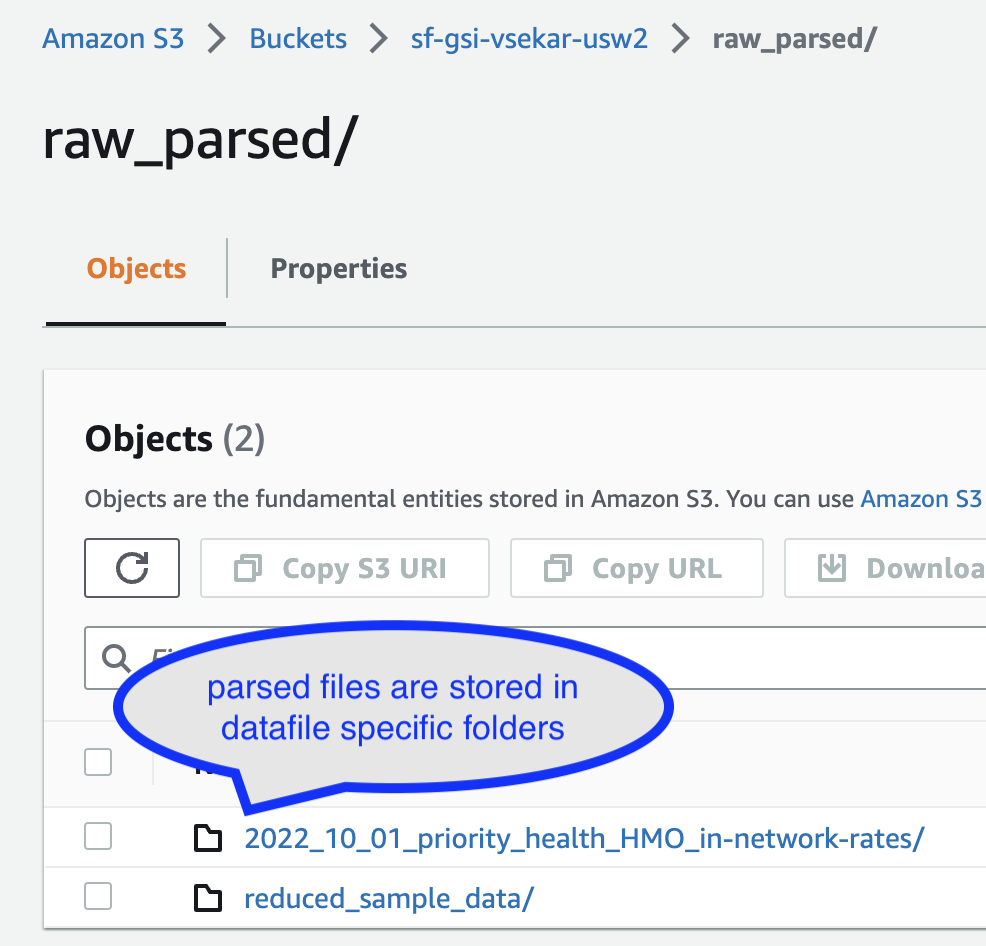 Amazon S3 > Buckets > sf-gsi-vsekar-usw2 > raw_parsed/
raw_parsed/
Objects Properties
Objects (2)
Objects are the fundamental entities stored in Amazon S3. You can use Amazon S3
Copy S3 URI Copy URL Downloa
parsed files are stored in
datafile specific folders
2022_10_01_priority_health_HMO_in-network-rates/
reduced_sample_data/